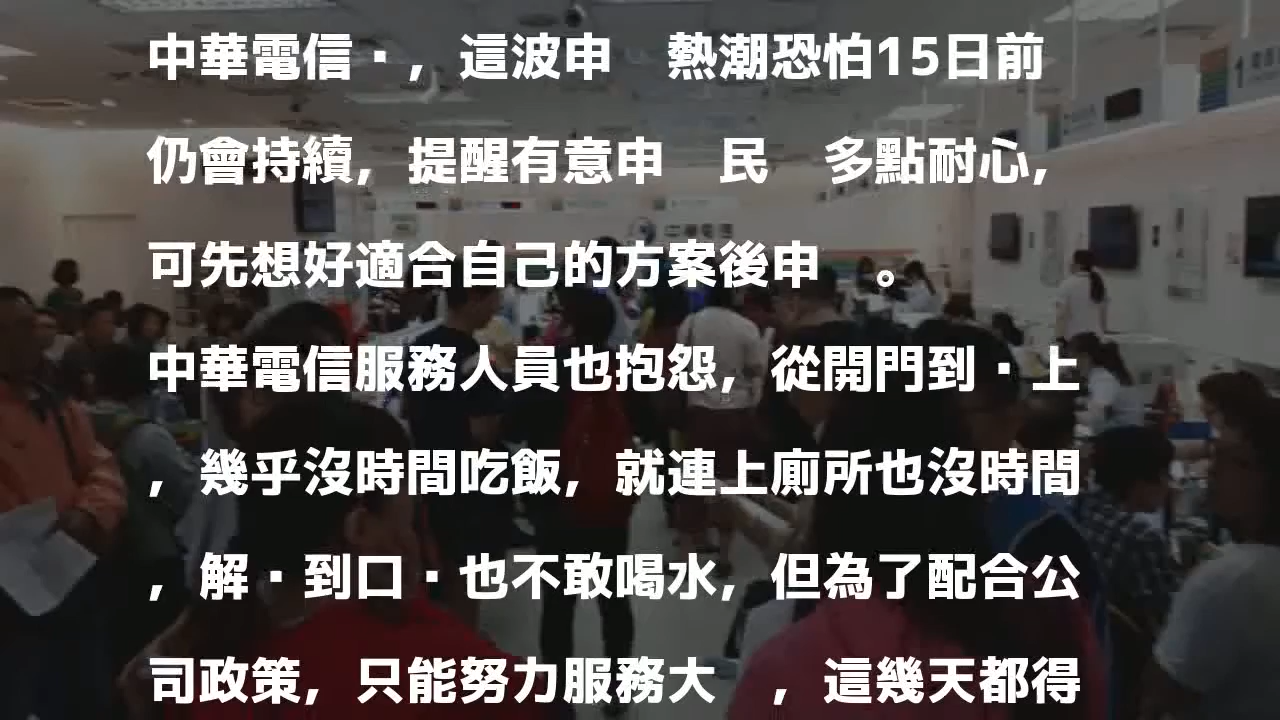 中華電信▪，這波申　熱潮恐怕15日前
仍會持續，提醒有意申　民　多點耐心，
可先想好適合自己的方案後申　。
中華電信服務人員也抱怨，從開門到▪上
，幾乎沒時間吃飯，就連上廁所也沒時間
，解▪到口▪也不敢喝水，但為了配合公
司政策，只能努力服務大　，這幾天都得
中華電信